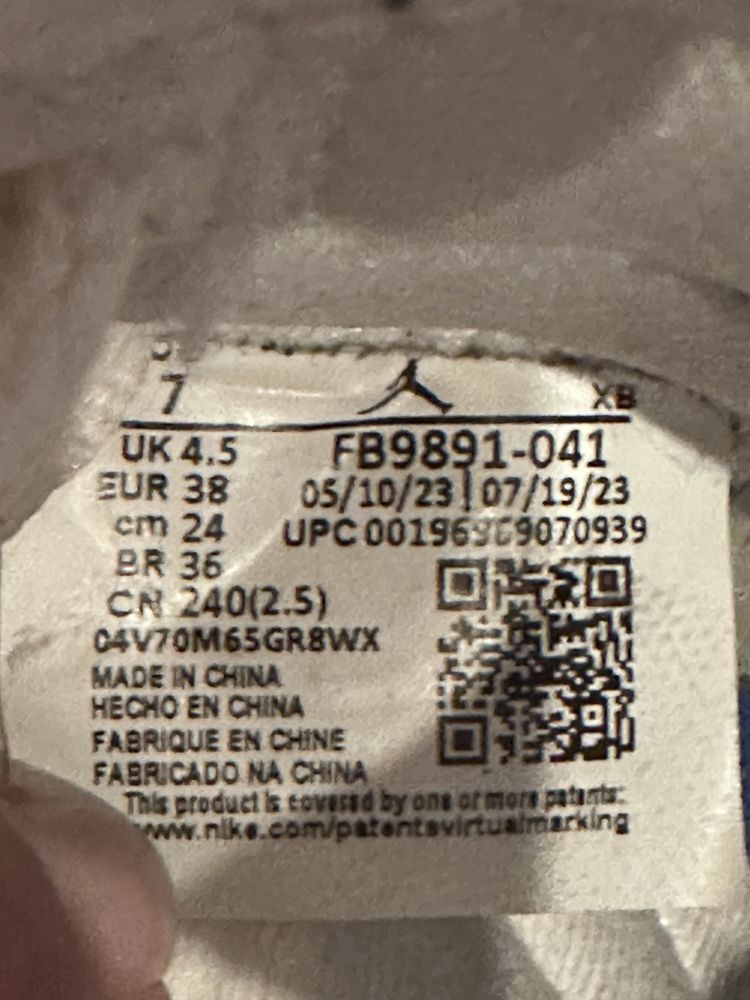 7
XB
UK 4.5
FB9891-041
EUR 38
05/10/23 | 07/19/23
cm 24
UPC
BR 36
CN 240(2.5)
04V70M65GR8WX
MADE IN CHINA
HECHO EN CHINA
FABRIQUE EN CHINE
FABRICADO NA CHINA
This product is covered by one or more patents:
www.nike.com/patentsvirtualmarking